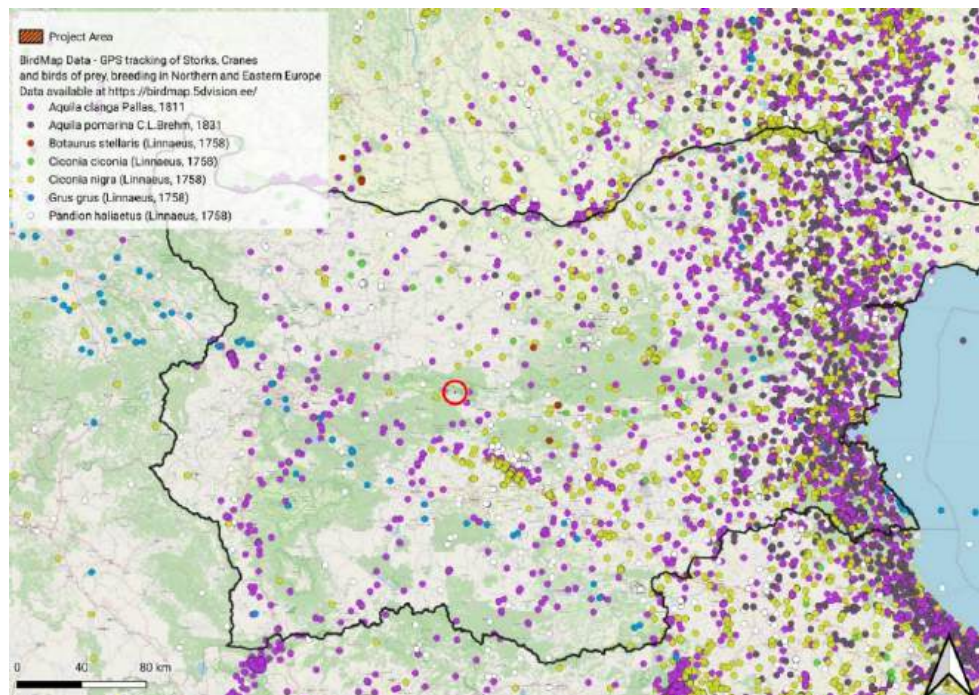 Project Area
BirdMap Data - GPS tracking of Storks, Cranes
and birds of prey, breeding in Northern and Eastern Europe
Data available at https://birdmap.5dvision.ee/
Aquila clanga Pallas, 1811
Aquila pomarina C.L.Brehm, 1831
Botaurus stellaris (Linnaeus, 1758)
Ciconia ciconia (Linnaeus, 1758)
Ciconia nigra (Linnaeus, 1758)
Grus grus (Linnaeus, 1758)
Pandion haliaetus (Linnaeus, 1758)
0 40 80 km